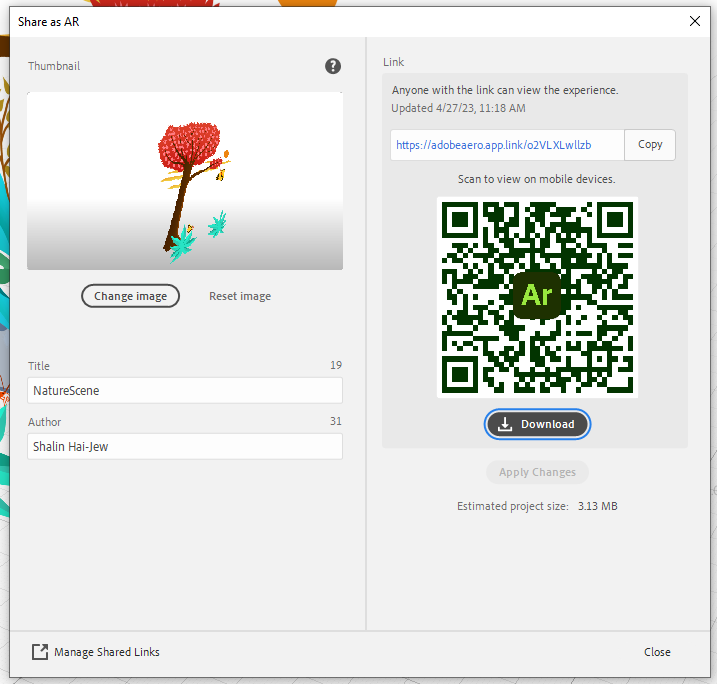 Share as AR
Thumbnail
?
Change image
Reset image
Title 19
NatureScene
Author 31
Shalin Hai-Jew
Link
Anyone with the link can view the experience.
Updated 4/27/23, 11:18 AM
https://adobeaero.app.link/o2VLXLwllzb
Copy
Scan to view on mobile devices.
Ar
Download
Apply Changes
Estimated project size: 3.13 MB
Manage Shared Links
Close